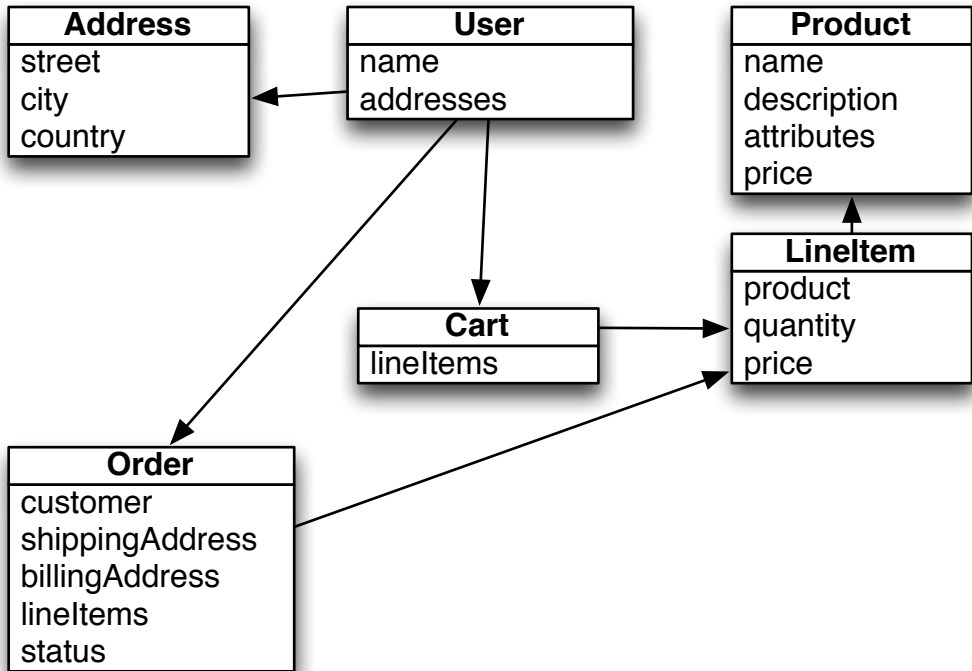 Address
street
city
country
User
name
addresses
Product
name
description
attributes
price
LineItem
product
quantity
price
Cart
lineItems
Order
customer
shippingAddress
billingAddress
lineItems
status